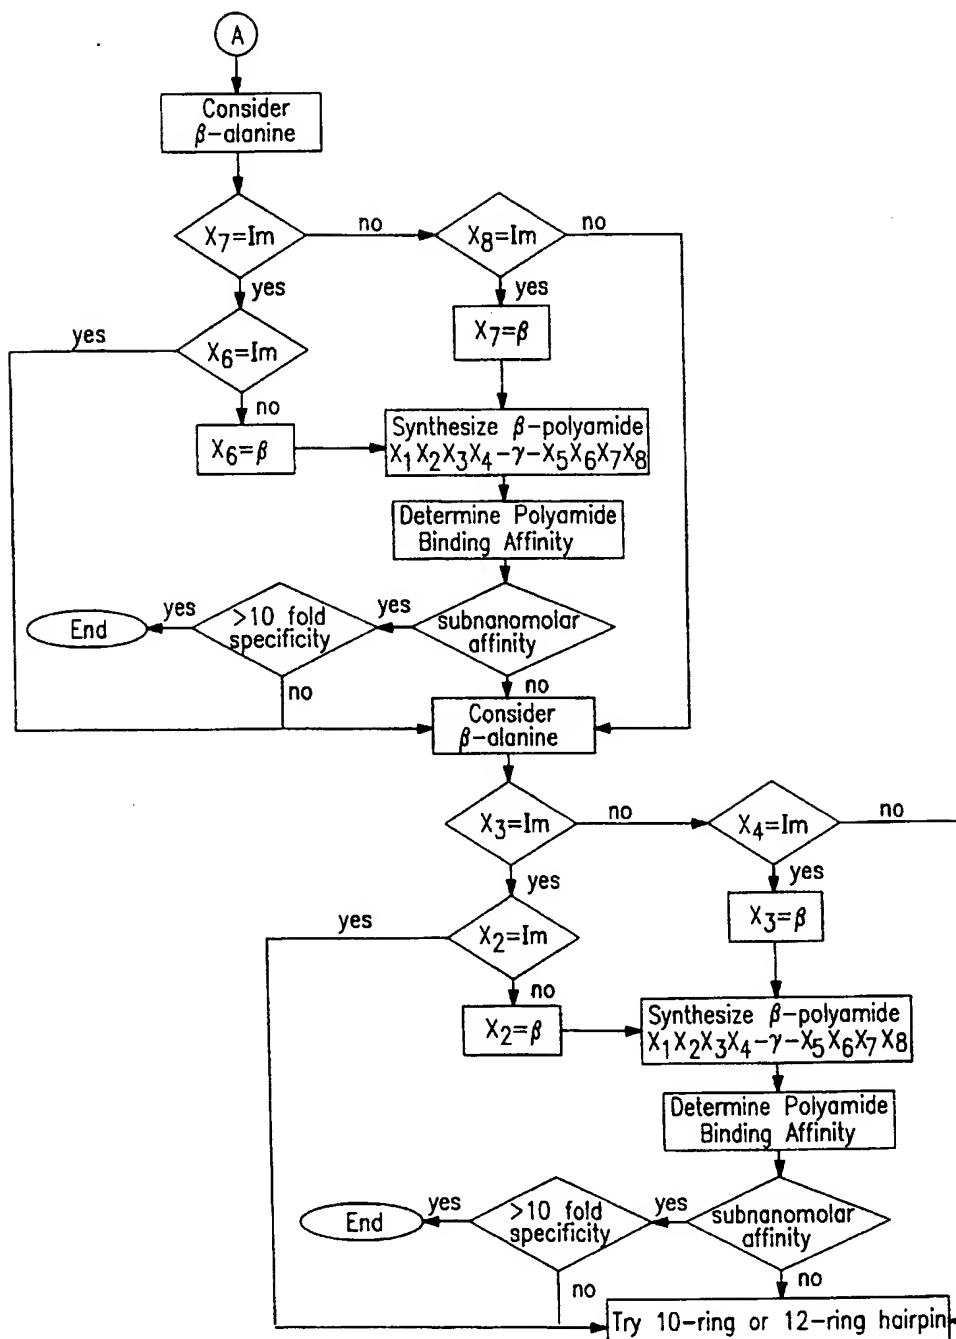 A
Consider
β-alanine
X7=Im
no
X8=Im
no
yes
yes
X7=β
yes
X6=Im
no
X6=β
Synthesize β-polyamide
X1X2X3X4-γ-X5X6X7X8
Determine Polyamide
Binding Affinity
End
yes
>10 fold
specificity
yes
subnanomolar
affinity
no
no
Consider
β-alanine
X3=Im
no
X4=Im
no
yes
yes
X3=β
yes
X2=Im
no
X2=β
Synthesize β-polyamide
X1X2X3X4-γ-X5X6X7X8
Determine Polyamide
Binding Affinity
End
yes
>10 fold
specificity
yes
subnanomolar
affinity
no
no
Try 10-ring or 12-ring hairpin